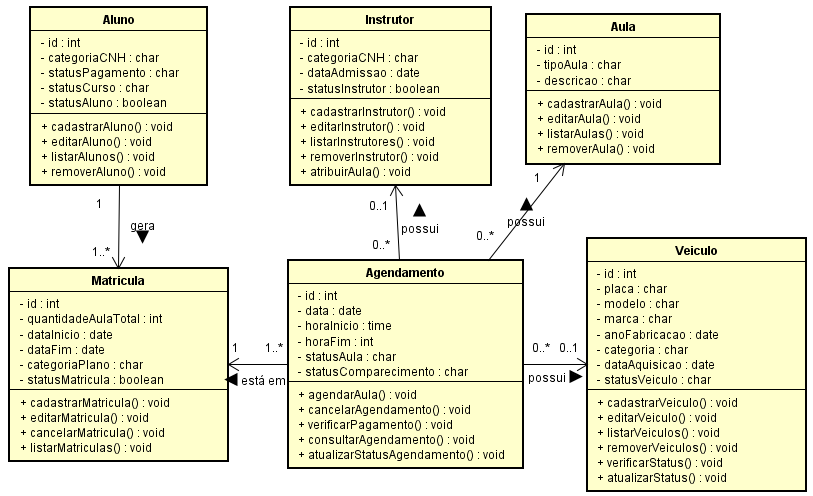 Aluno
- id : int
- categoriaCNH : char
- statusPagamento : char
- statusCurso : char
- statusAluno : boolean
+ cadastrarAluno() : void
+ editarAluno() : void
+ listarAlunos() : void
+ removerAluno() : void
Instrutor
- id : int
- categoriaCNH : char
- dataAdmissao : date
- statusInstrutor : boolean
+ cadastrarInstrutor() : void
+ editarInstrutor() : void
+ listarInstrutores() : void
+ removerInstrutor() : void
+ atribuirAula() : void
Aula
- id : int
- tipoAula : char
- descricao : char
+ cadastrarAula() : void
+ editarAula() : void
+ listarAulas() : void
+ removerAula() : void
1
gera
1..*
0..1
possui
0..*
1
possui
0..*
Matricula
- id : int
- quantidadeAulaTotal : int
- dataInicio : date
- dataFim : date
- categoriaPlano : char
- statusMatricula : boolean
+ cadastrarMatricula() : void
+ editarMatricula() : void
+ cancelarMatricula() : void
+ listarMatriculas() : void
1
1..*
está em
Agendamento
- id : int
- data : date
- horaInicio : time
- horaFim : int
- statusAula : char
- statusComparecimento : char
+ agendarAula() : void
+ cancelarAgendamento() : void
+ verificarPagamento() : void
+ consultarAgendamento() : void
+ atualizarStatusAgendamento() : void
0..*
0..1
possui
Veiculo
- id : int
- placa : char
- modelo : char
- marca : char
- anoFabricacao : date
- categoria : char
- dataAquisicao : date
- statusVeiculo : char
+ cadastrarVeiculo() : void
+ editarVeiculo() : void
+ listarVeiculos() : void
+ removerVeiculos() : void
+ verificarStatus() : void
+ atualizarStatus() : void